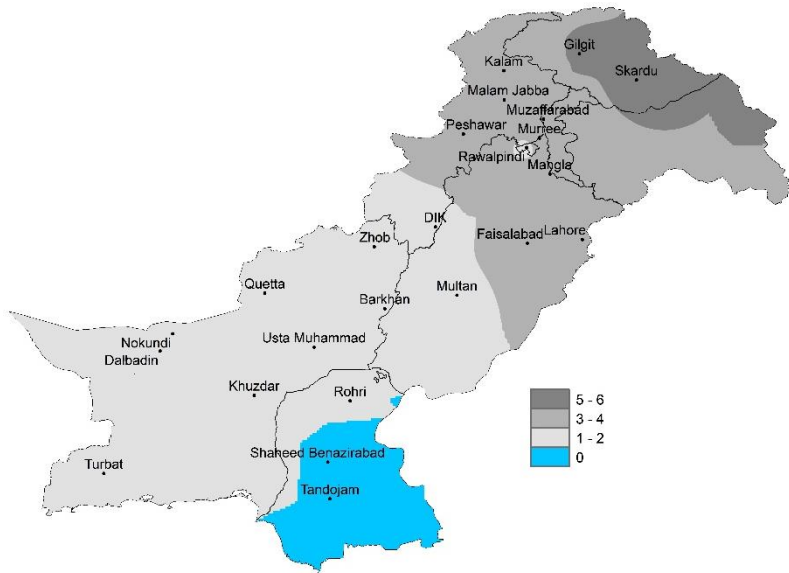 Gilgit
Kalam
Skardu
Malam Jabba
Muzaffarabad
Peshawar
Murree
Rawalpindi
Mangla
DIK
Zhob
Faisalabad
Lahore
Quetta
Multan
Barkhan
Nokundi
Usta Muhammad
Dalbadin
Khuzdar
Rohri
5 - 6
3 - 4
1 - 2
0
Shaheed Benazirabad
Turbat
Tandojam